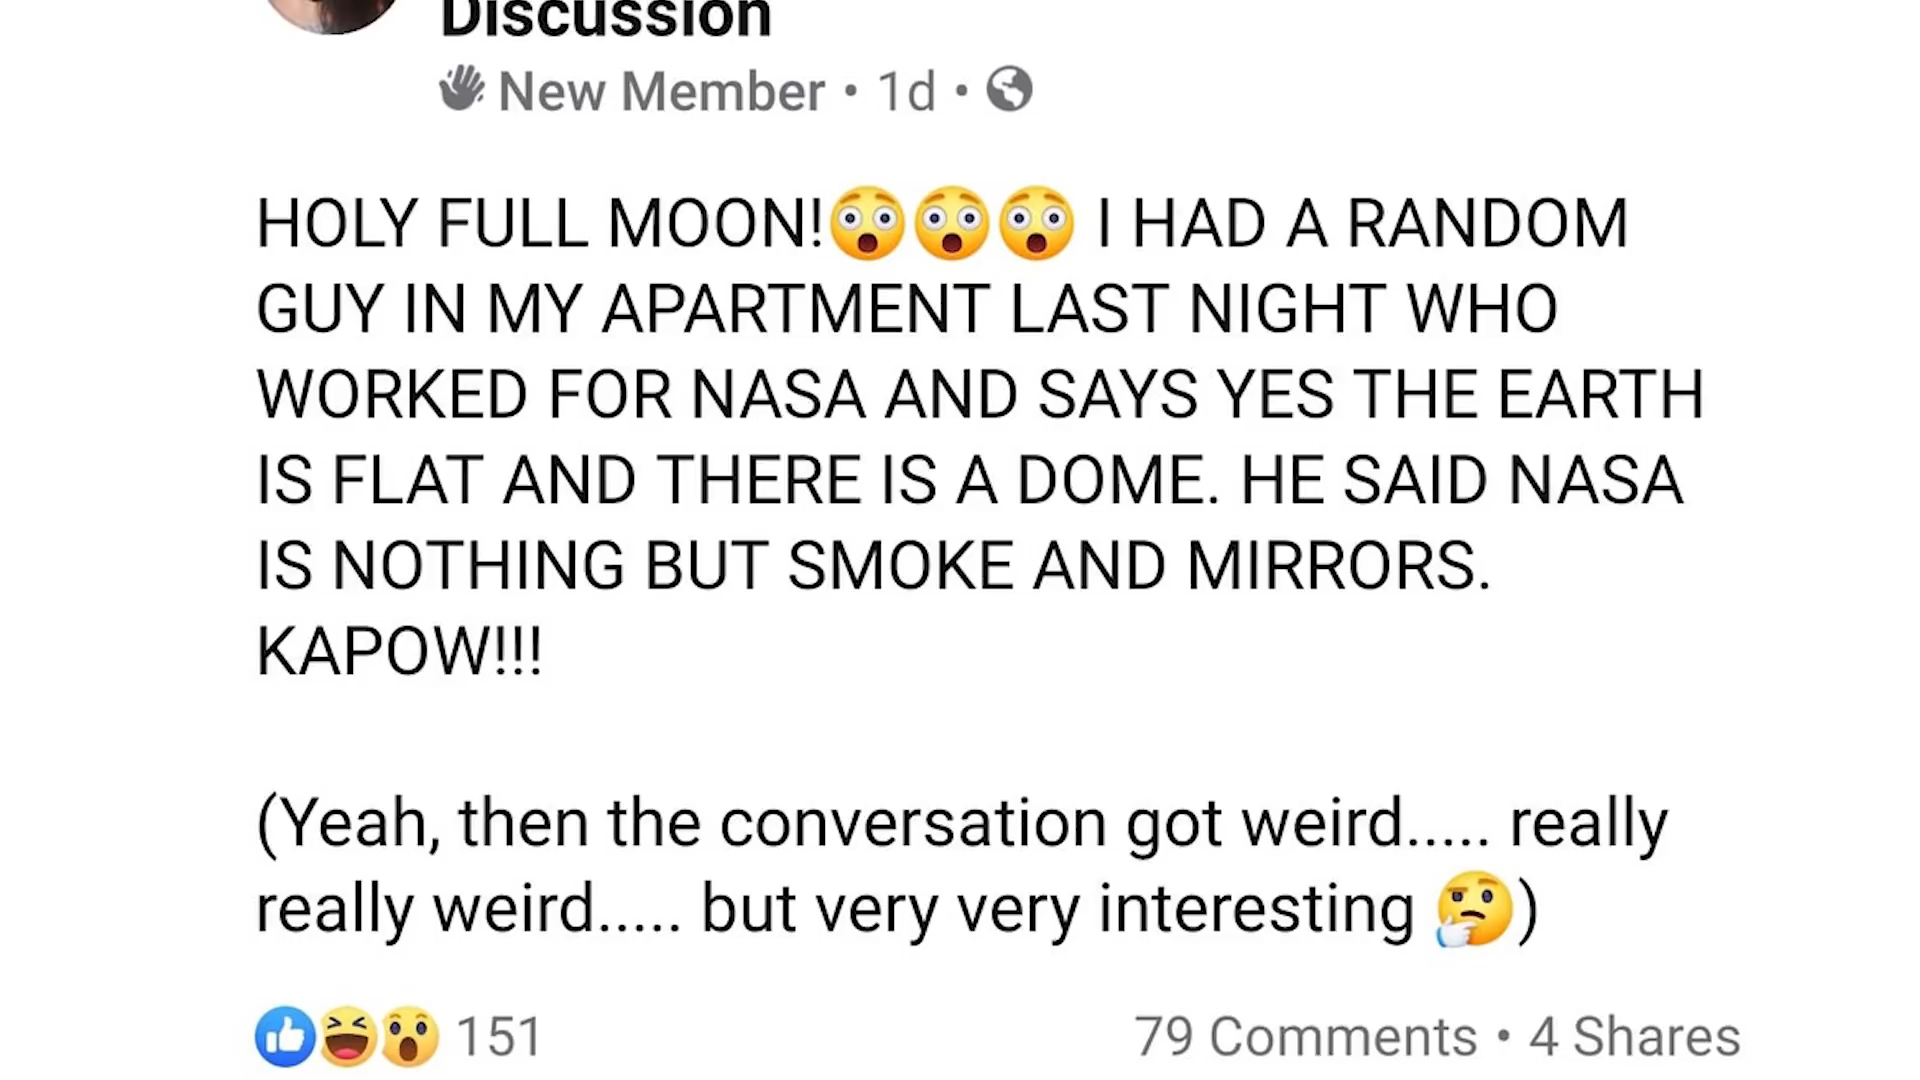 Discussion
New Member • 1d •
HOLY FULL MOON!😲😲😲 I HAD A RANDOM
GUY IN MY APARTMENT LAST NIGHT WHO
WORKED FOR NASA AND SAYS YES THE EARTH
IS FLAT AND THERE IS A DOME. HE SAID NASA
IS NOTHING BUT SMOKE AND MIRRORS.
KAPOW!!!
(Yeah, then the conversation got weird..... really
really weird..... but very very interesting 🤔)
151
79 Comments • 4 Shares